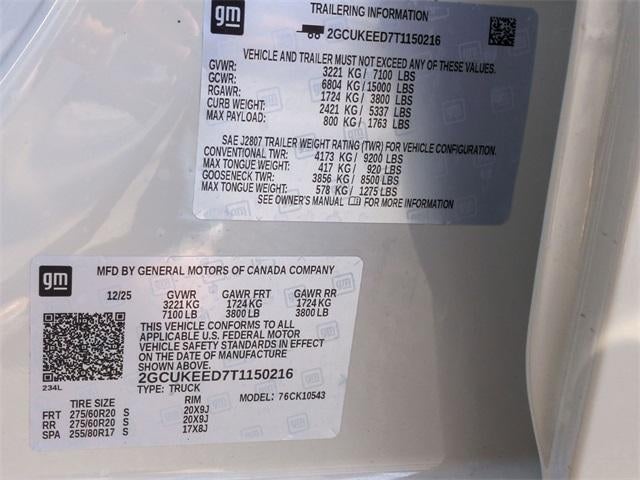 gm
TRAILERING INFORMATION
2GCUKEED7T1150216
VEHICLE AND TRAILER MUST NOT EXCEED ANY OF THESE VALUES.
GVWR: 3221 KG/ 7100 LBS
GCWR: 6804 KG/15000 LBS
RGAWR: 1724 KG/ 3800 LBS
CURB WEIGHT: 2421 KG/ 5337 LBS
MAX PAYLOAD: 800 KG/ 1763 LBS
SAE J2807 TRAILER WEIGHT RATING (TWR) FOR VEHICLE CONFIGURATION.
CONVENTIONAL TWR: 4173 KG/ 9200 LBS
MAX TONGUE WEIGHT: 417 KG/ 920 LBS
GOOSENECK TWR: 3856 KG/ 8500 LBS
MAX TONGUE WEIGHT: 578 KG/ 1275 LBS
SEE OWNER'S MANUAL FOR MORE INFORMATION
gm
MFD BY GENERAL MOTORS OF CANADA COMPANY
12/25 GVWR GAWR FRT GAWR RR
3221 KG 1724 KG 1724 KG
7100 LB 3800 LB 3800 LB
THIS VEHICLE CONFORMS TO ALL
APPLICABLE U.S. FEDERAL MOTOR
VEHICLE SAFETY STANDARDS IN EFFECT
ON THE DATE OF MANUFACTURE
SHOWN ABOVE.
2GCUKEED7T1150216
234L
TYPE: TRUCK
TIRE SIZE RIM MODEL: 76CK10543
FRT 275/60R20 S 20X9J
RR 275/60R20 S 20X9J
SPA 255/80R17 S 17X8J